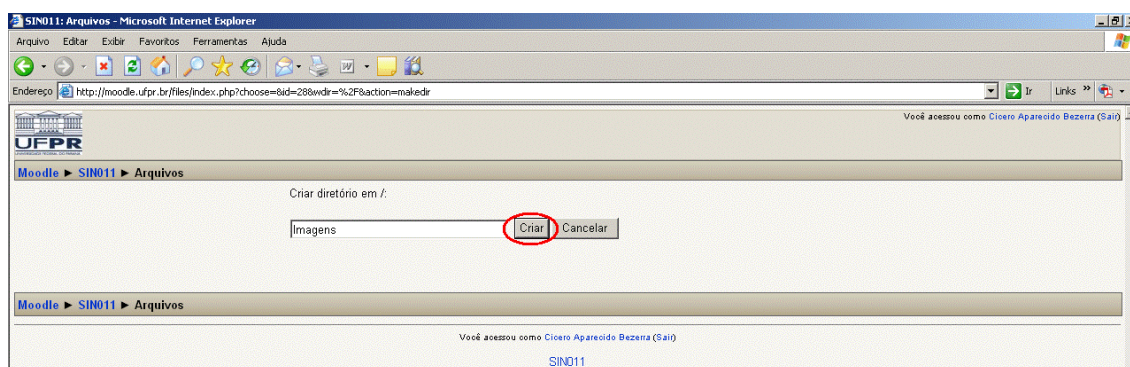 SIN011: Arquivos - Microsoft Internet Explorer
Arquivo Editar Exibir Favoritos Ferramentas Ajuda
Endereço http://moodle.ufpr.br/files/index.php?choose=&id=28&wdir=%2F&action=makedir Ir Links »
Você acessou como Cicero Aparecido Bezerra (Sair)
UFPR
Moodle ► SIN011 ► Arquivos
Criar diretório em /:
Imagens Criar Cancelar
Moodle ► SIN011 ► Arquivos
Você acessou como Cicero Aparecido Bezerra (Sair)
SIN011